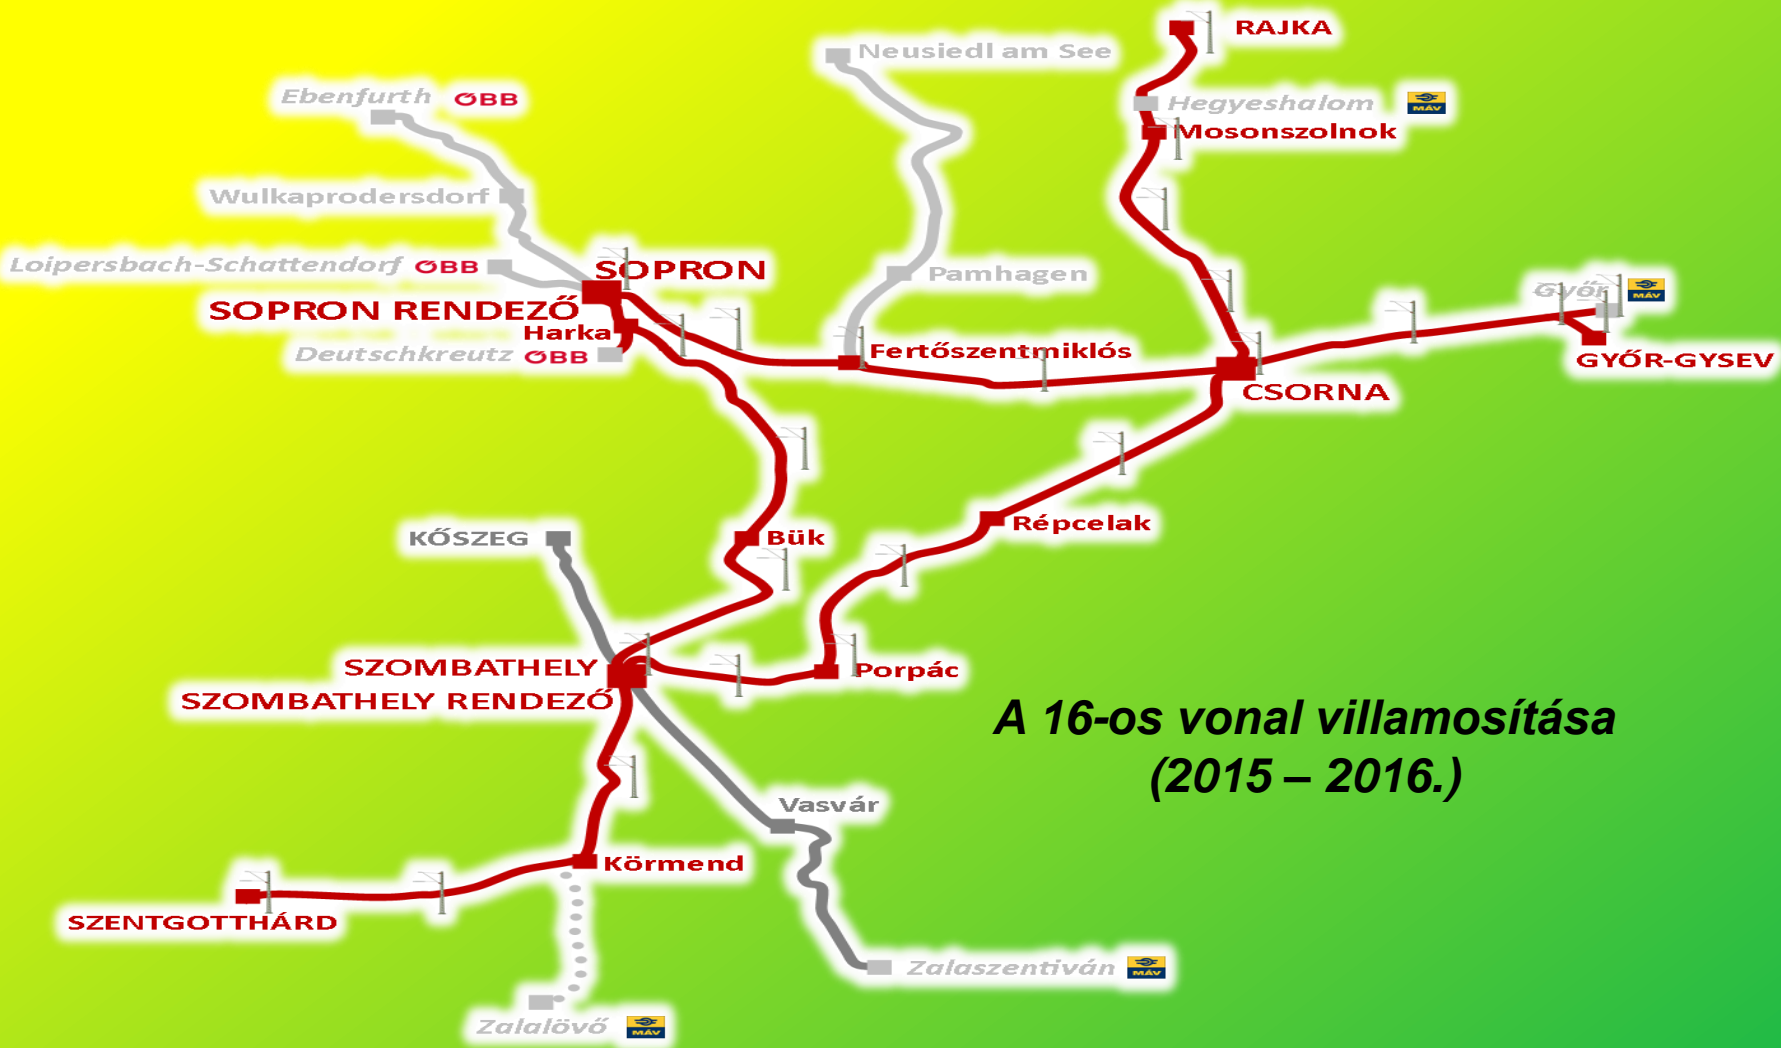 RAJKA
Neusiedl am See
Ebenfurth ÖBB
Hegyeshalom MÁV
Mosonszolnok
Wulkaprodersdorf
Loipersbach-Schattendorf ÖBB
SOPRON
Pamhagen
Győr MÁV
SOPRON RENDEZŐ
Harka
Deutschkreutz ÖBB
Fertőszentmiklós
GYŐR-GYSEV
CSORNA
Répcelak
KŐSZEG
Bük
SZOMBATHELY
Porpác
SZOMBATHELY RENDEZŐ
A 16-os vonal villamosítása
(2015 – 2016.)
Vasvár
Körmend
SZENTGOTTHÁRD
Zalaszentiván MÁV
Zalalövő MÁV